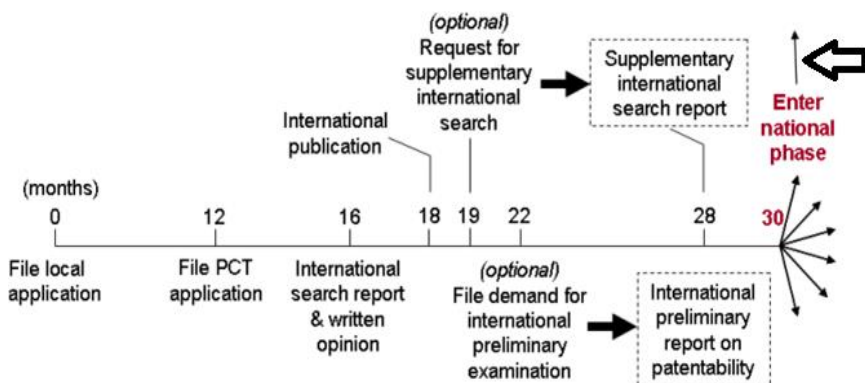 (optional)
Request for
supplementary
international
search
Supplementary
international
search report
Enter
national
phase
International
publication
(months)
0
12
16
18
19
22
28
30
File local
application
File PCT
application
International
search report
& written
opinion
(optional)
File demand for
international
preliminary
examination
International
preliminary
report on
patentability